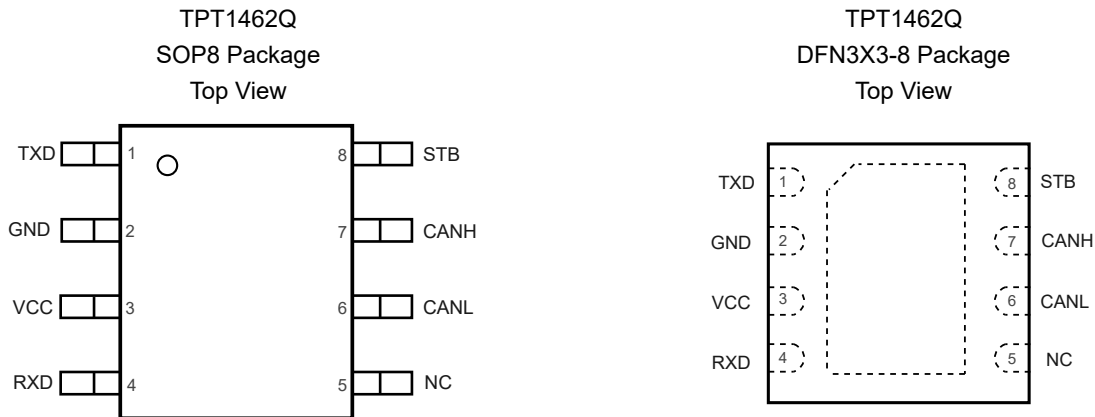 TPT1462Q
SOP8 Package
Top View
TXD 1 8 STB
GND 2 7 CANH
VCC 3 6 CANL
RXD 4 5 NC
TPT1462Q
DFN3X3-8 Package
Top View
TXD 1 8 STB
GND 2 7 CANH
VCC 3 6 CANL
RXD 4 5 NC